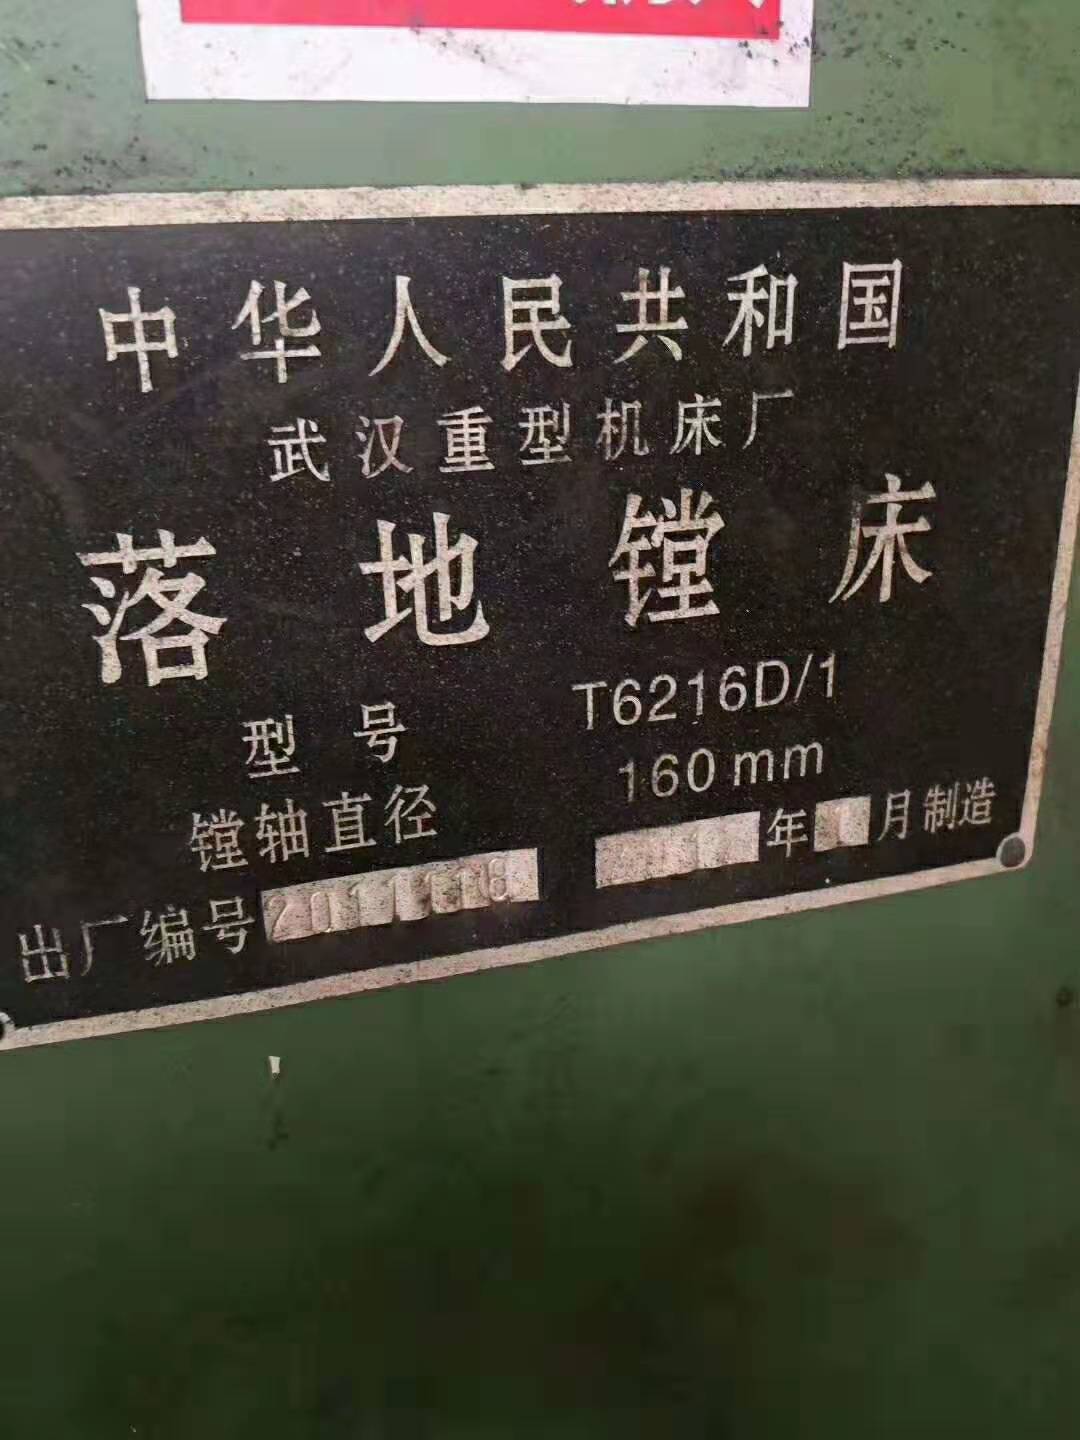 中华人民共和国
武汉重型机床厂
落地镗床
型号 T6216D/1
镗轴直径 160mm
出厂编号 年 月制造